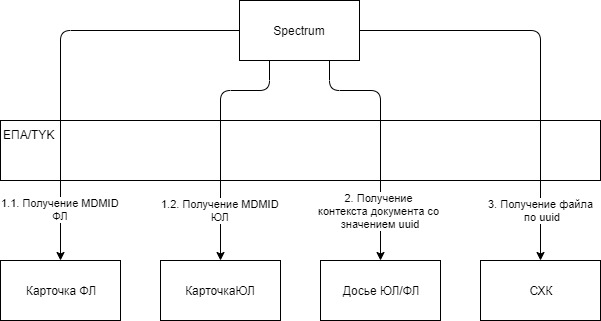 Spectrum
ЕПА/TYK
1.1. Получение MDMID
ФЛ
1.2. Получение MDMID
ЮЛ
2. Получение
контекста документа со
значением uuid
3. Получение файла
по uuid
Карточка ФЛ
КарточкаЮЛ
Досье ЮЛ/ФЛ
СХК